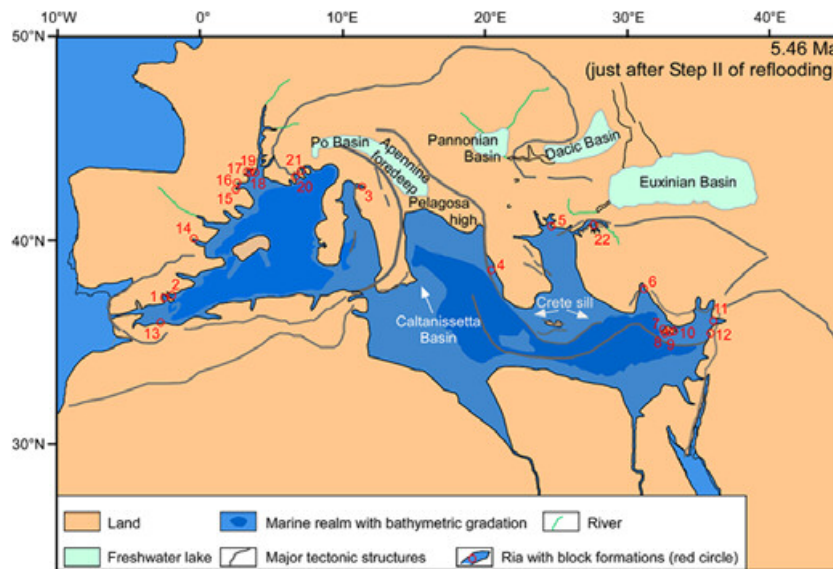 10°W 0° 10°E 20°E 30°E 40°E
50°N
5.46 Ma
(just after Step II of reflooding
Po Basin
Apennine
foredeep
Pannonian
Basin
Dacic Basin
Euxinian Basin
Pelagosa
high
40°N
Caltanissetta
Basin
Crete sill
30°N
1
2
3
4
5
6
7
8
9
10
11
12
13
14
15
16
17
18
19
20
21
22
Land
Marine realm with bathymetric gradation
River
Freshwater lake
Major tectonic structures
Ria with block formations (red circle)